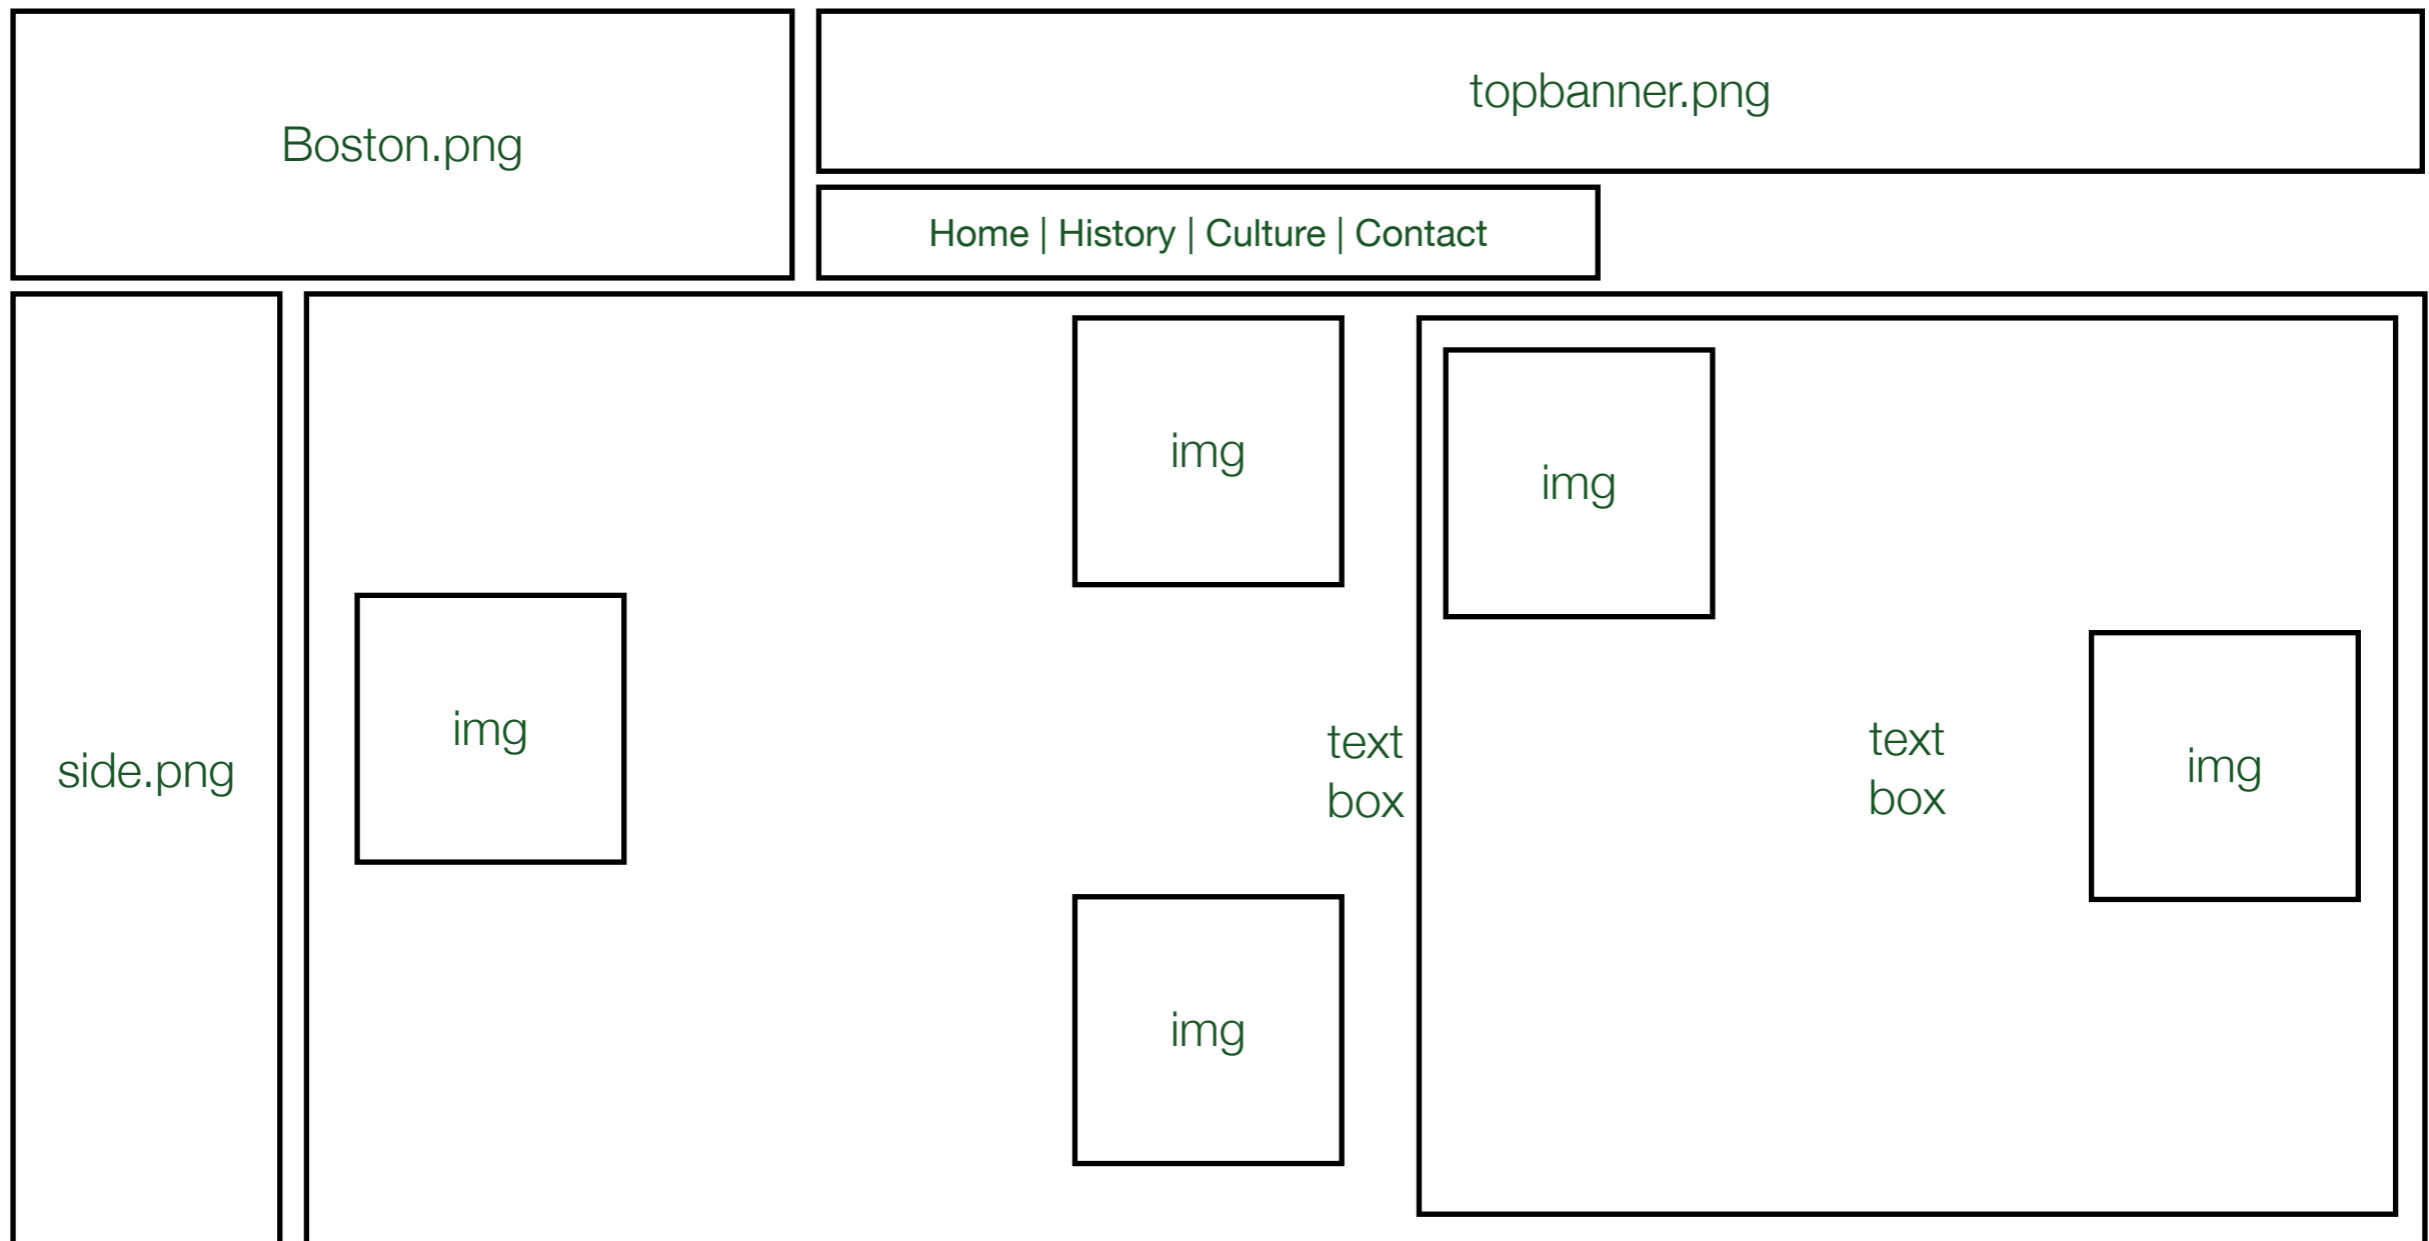 Boston.png
topbanner.png
Home | History | Culture | Contact
side.png
img
img
img
img
text
box
img
text
box
img